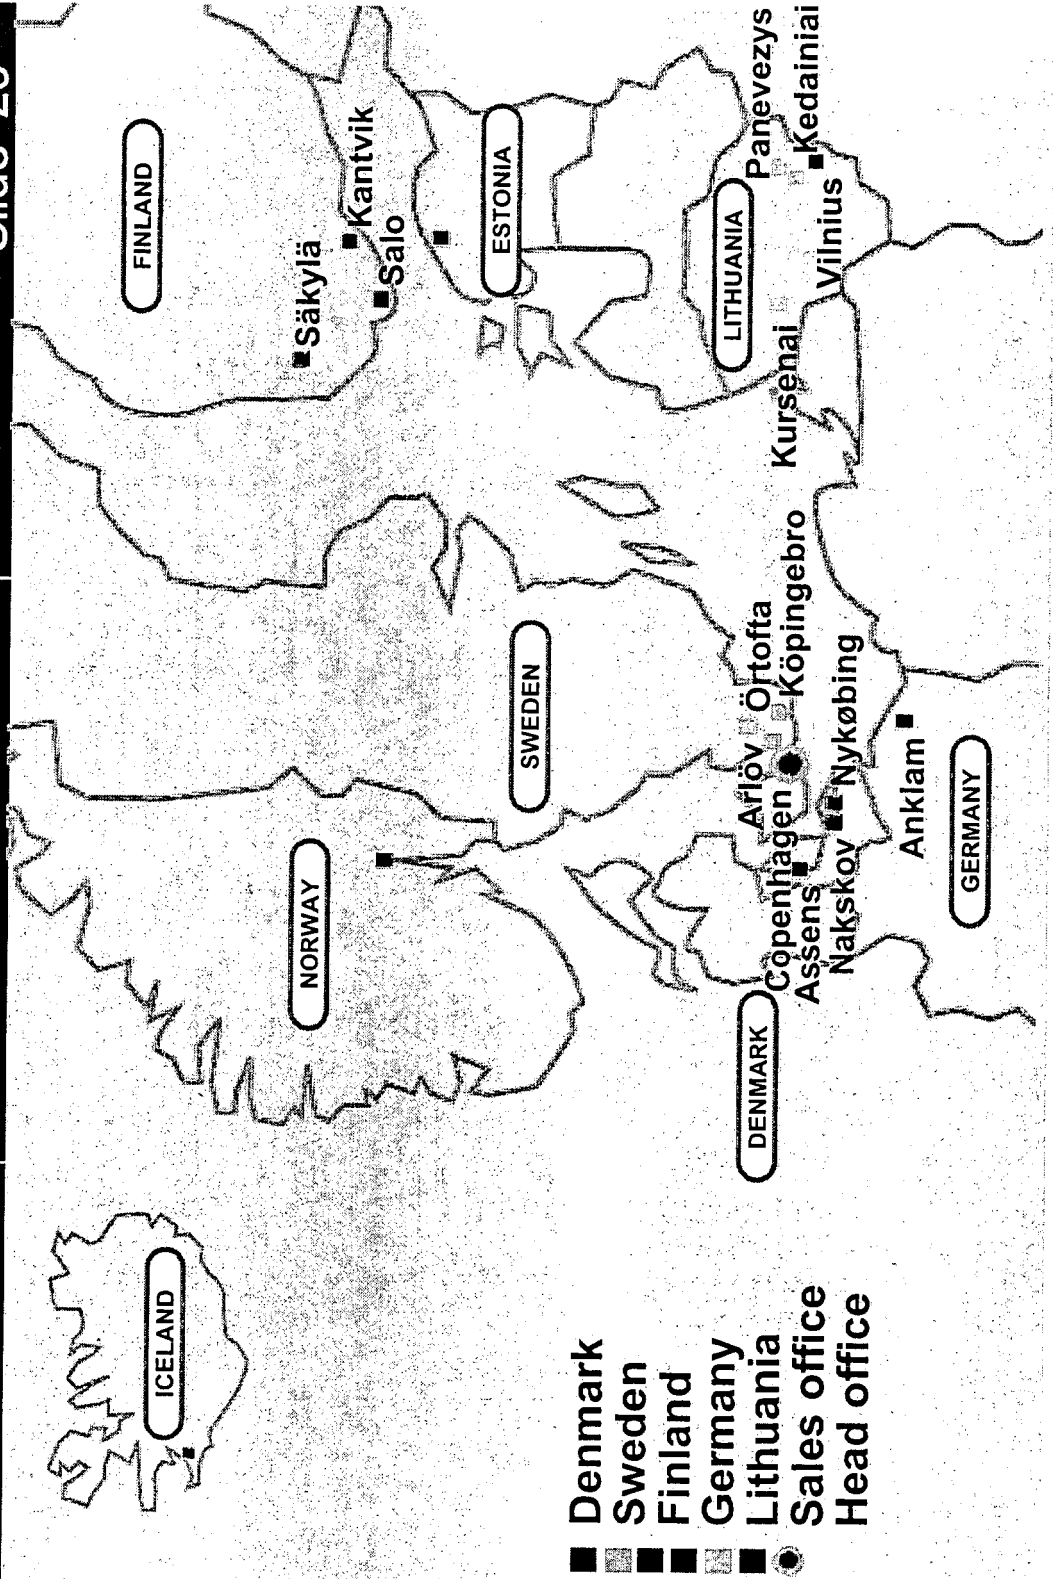 FINLAND
Säkylä
Kantvik
Salo
ESTONIA
Panevezys
Kedainiai
LITHUANIA
Vilnius
Kursenai
ICELAND
NORWAY
SWEDEN
Örtofta
Köpingebro
Arlöv
Copenhagen
Nykøbing
Assens
Nakskov
Anklam
DENMARK
GERMANY
Denmark
Sweden
Finland
Germany
Lithuania
Sales office
Head office